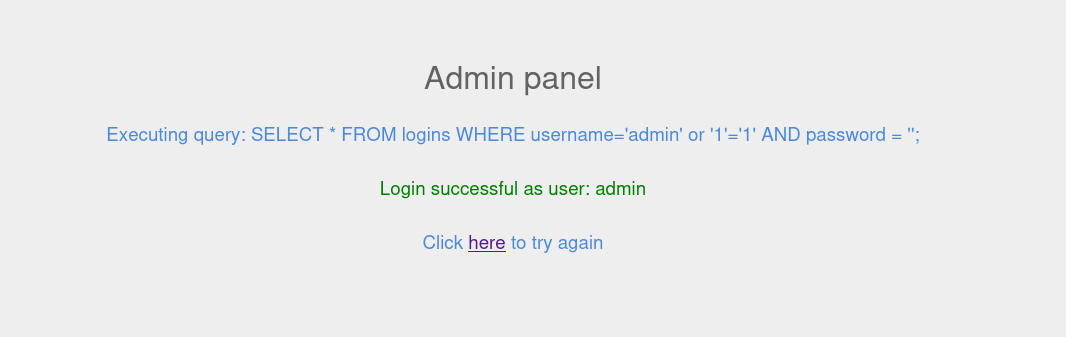 Admin panel
Executing query: SELECT * FROM logins WHERE username='admin' or '1'='1' AND password = '';
Login successful as user: admin
Click here to try again